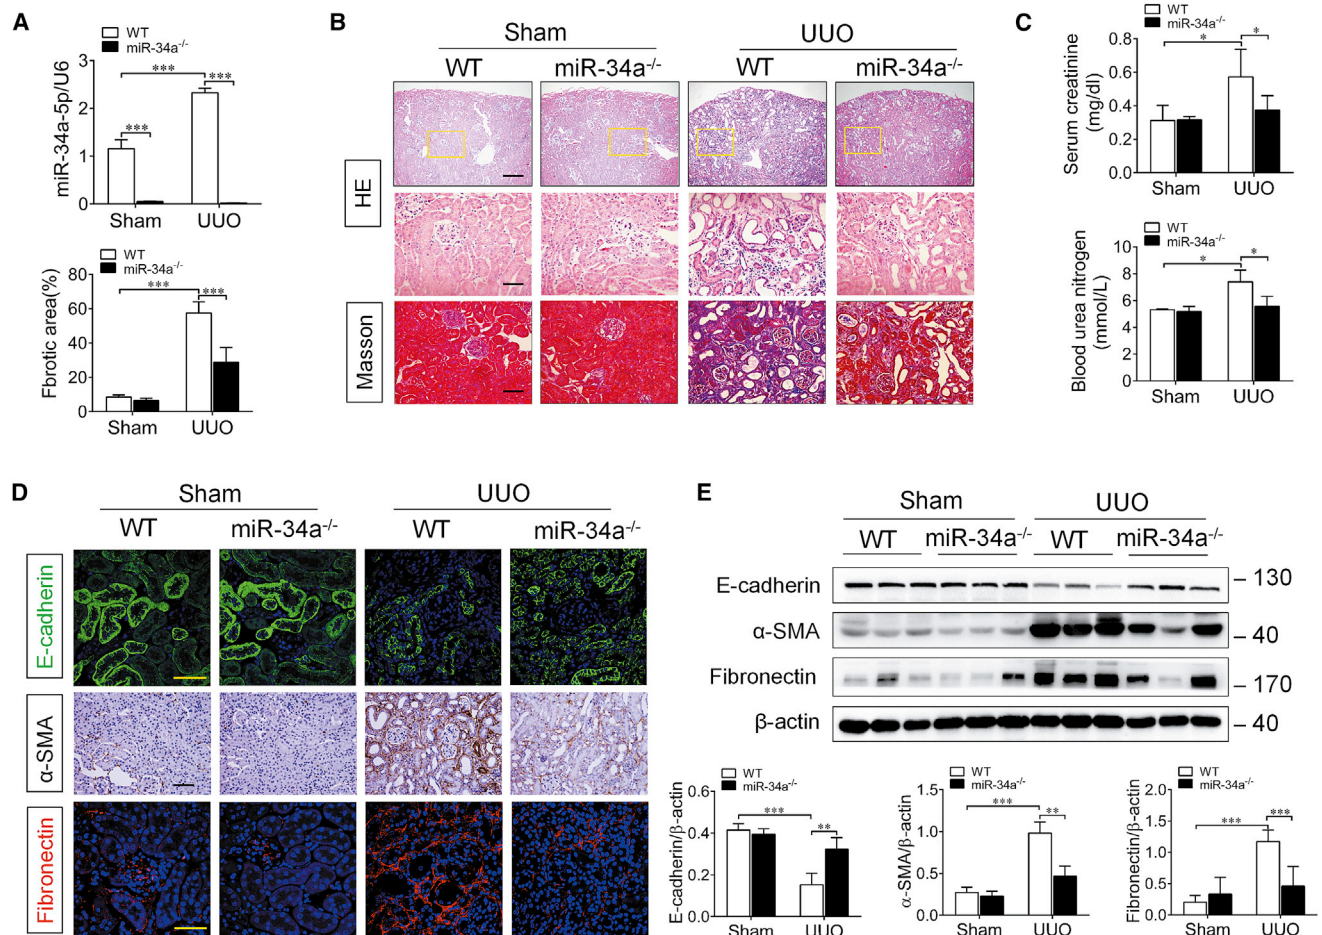 A
WT
miR-34a-/-
miR-34a-5p/U6
3
2
1
0
***
***
***
Sham
UUO
WT
miR-34a-/-
Fbrotic area(%)
80
60
40
20
0
***
***
Sham
UUO
B
Sham
UUO
WT
miR-34a-/-
WT
miR-34a-/-
HE
Masson
C
WT
miR-34a-/-
Serum creatinine
(mg/dl)
0.8
0.6
0.4
0.2
0.0
*
*
Sham
UUO
WT
miR-34a-/-
Blood urea nitrogen
(mmol/L)
10
8
6
4
2
0
*
*
Sham
UUO
D
Sham
UUO
WT
miR-34a-/-
WT
miR-34a-/-
E-cadherin
α-SMA
Fibronectin
E
Sham
UUO
WT
miR-34a-/-
WT
miR-34a-/-
E-cadherin
– 130
α-SMA
– 40
Fibronectin
– 170
β-actin
– 40
WT
miR-34a-/-
E-cadherin/β-actin
0.6
0.4
0.2
0.0
***
**
Sham
UUO
WT
miR-34a-/-
α-SMA/β-actin
1.5
1.0
0.5
0.0
***
**
Sham
UUO
WT
miR-34a-/-
Fibronectin/β-actin
2.0
1.5
1.0
0.5
0.0
***
***
Sham
UUO